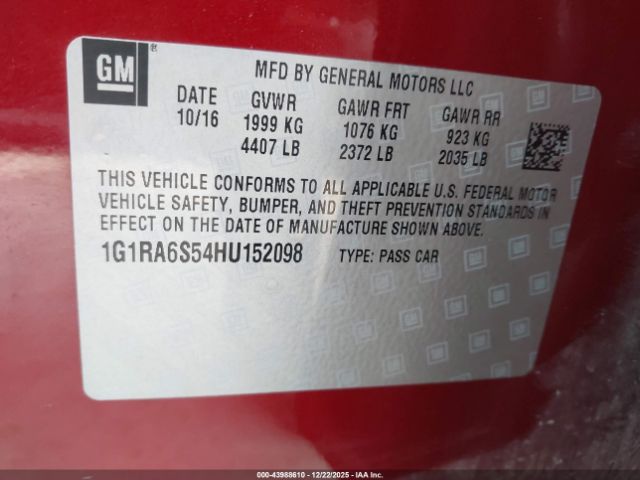 GM®
MFD BY GENERAL MOTORS LLC
DATE GVWR GAWR FRT GAWR RR
10/16 1999 KG 1076 KG 923 KG
4407 LB 2372 LB 2035 LB
THIS VEHICLE CONFORMS TO ALL APPLICABLE U.S. FEDERAL MOTOR
VEHICLE SAFETY, BUMPER, AND THEFT PREVENTION STANDARDS IN
EFFECT ON THE DATE OF MANUFACTURE SHOWN ABOVE.
1G1RA6S54HU152098 TYPE: PASS CAR
000-43988610 - 12/22/2025 - IAA Inc.